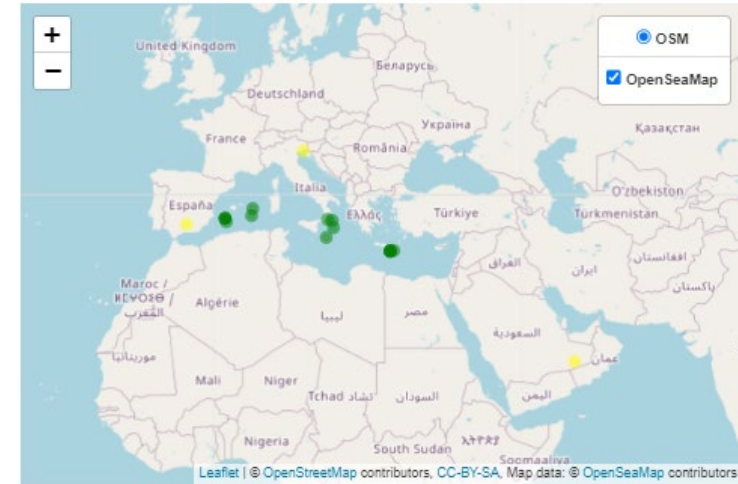 +
−
OSM
OpenSeaMap
United Kingdom
Беларусь
Deutschland
Україна
Қазақстан
France
România
Italia
O'zbekiston
España
Ελλάς
Türkiye
Türkmenistan
العراق
ایران
افغانستان
پاکستان
Maroc /
ⵍⵎⵖⵔⵉⴱ /
المغرب
Algérie
ليبيا
مصر
السعودية
عمان
موريتانيا
Mali
Niger
Tchad تشاد
السودان
اليمن
Nigeria
South Sudan
ኢትዮጵያ
Soomaaliya
Leaflet | © OpenStreetMap contributors, CC-BY-SA, Map data: © OpenSeaMap contributors